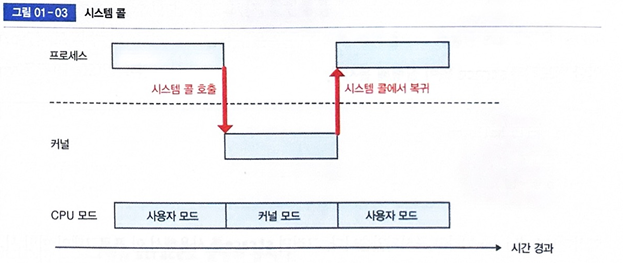 그림 01-03 시스템 콜
프로세스
시스템 콜 호출 시스템 콜에서 복귀
커널
CPU 모드 사용자 모드 커널 모드 사용자 모드
시간 경과